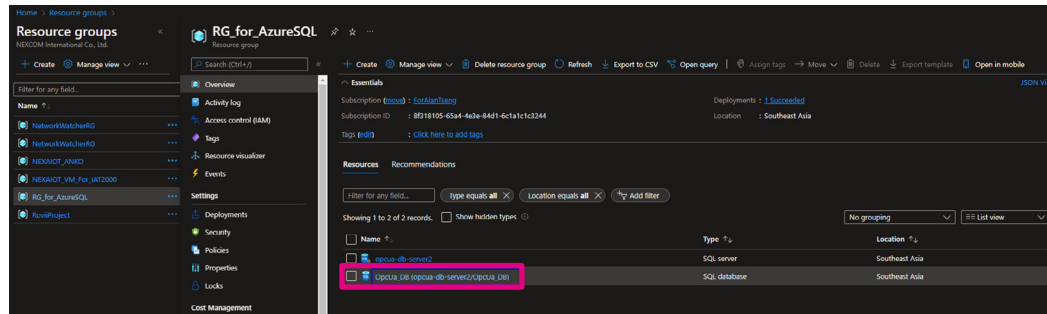 Home > Resource groups >
Resource groups
NEXCOM International Co., Ltd.
+ Create Manage view ...
Filter for any field...
Name ↑
NetworkWatcherRG
NetworkWatcherRG
NEXAIOT_ANKO
NEXAIOT_VM_For_IAT2000
RG_for_AzureSQL
RuviiProject
RG_for_AzureSQL
Resource group
Search (Ctrl+/)
Overview
Activity log
Access control (IAM)
Tags
Resource visualizer
Events
Settings
Deployments
Security
Policies
Properties
Locks
Cost Management
+ Create Manage view Delete resource group Refresh Export to CSV Open query Assign tags Move Delete Export template Open in mobile
Essentials
JSON Vi
Subscription (move) : ForAlanTseng
Deployments : 1 Succeeded
Subscription ID : 8f318105-65a4-4e3e-84d1-6c1a1c1c3244
Location : Southeast Asia
Tags (edit) : Click here to add tags
Resources Recommendations
Filter for any field... Type equals all Location equals all Add filter
Showing 1 to 2 of 2 records. Show hidden types
No grouping List view
Name ↑ Type ↑↓ Location ↑↓
opcua-db-server2 SQL server Southeast Asia
OpcUa_DB (opcua-db-server2/OpcUa_DB) SQL database Southeast Asia